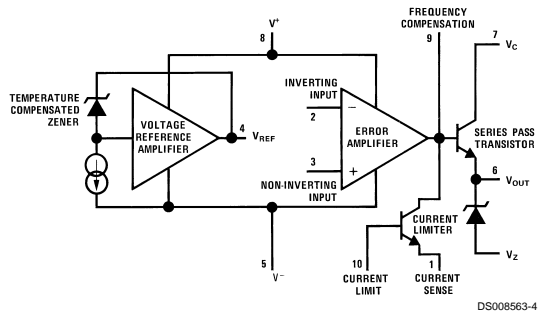 FREQUENCY
COMPENSATION
9
V+
8
7
VC
TEMPERATURE
COMPENSATED
ZENER
VOLTAGE
REFERENCE
AMPLIFIER
4
VREF
INVERTING
INPUT
2
−
ERROR
AMPLIFIER
3
+
NON-INVERTING
INPUT
SERIES PASS
TRANSISTOR
6
VOUT
CURRENT
LIMITER
VZ
5
V−
10
CURRENT
LIMIT
1
CURRENT
SENSE
DS008563-4